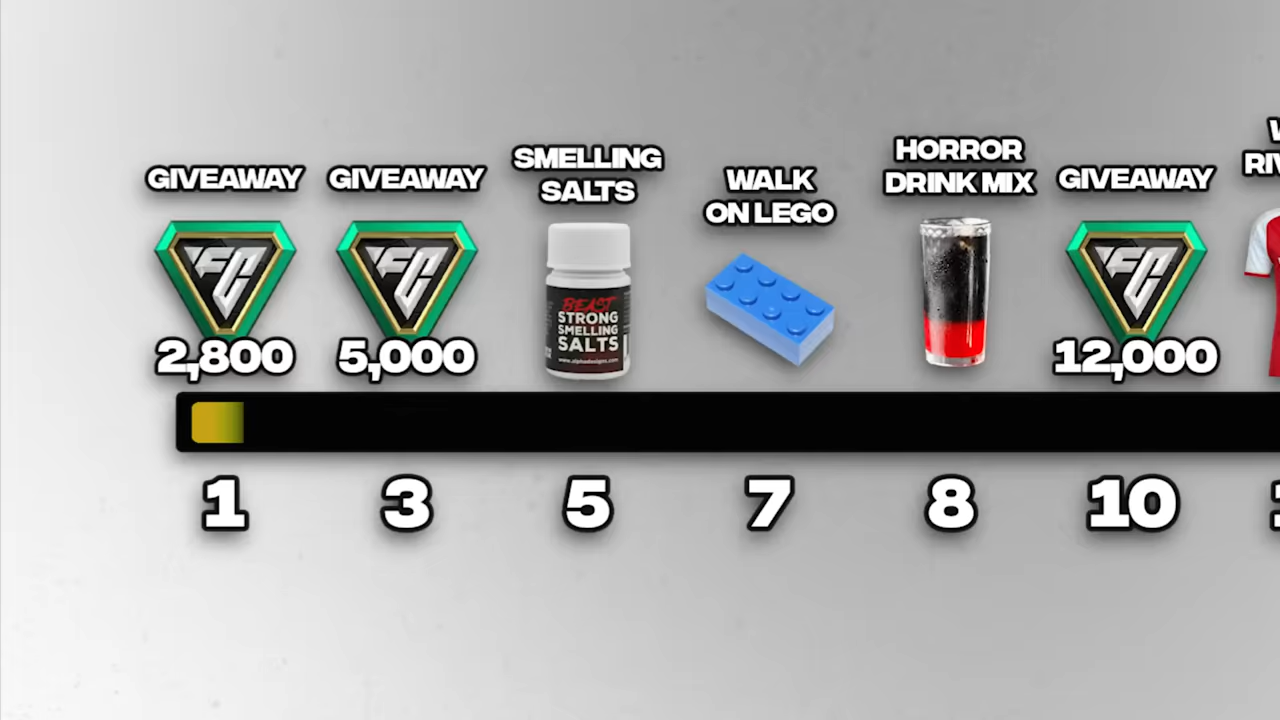 GIVEAWAY
2,800
1
GIVEAWAY
5,000
3
SMELLING
SALTS
BEAST
STRONG
SMELLING
SALTS
5
WALK
ON LEGO
7
HORROR
DRINK MIX
8
GIVEAWAY
12,000
10